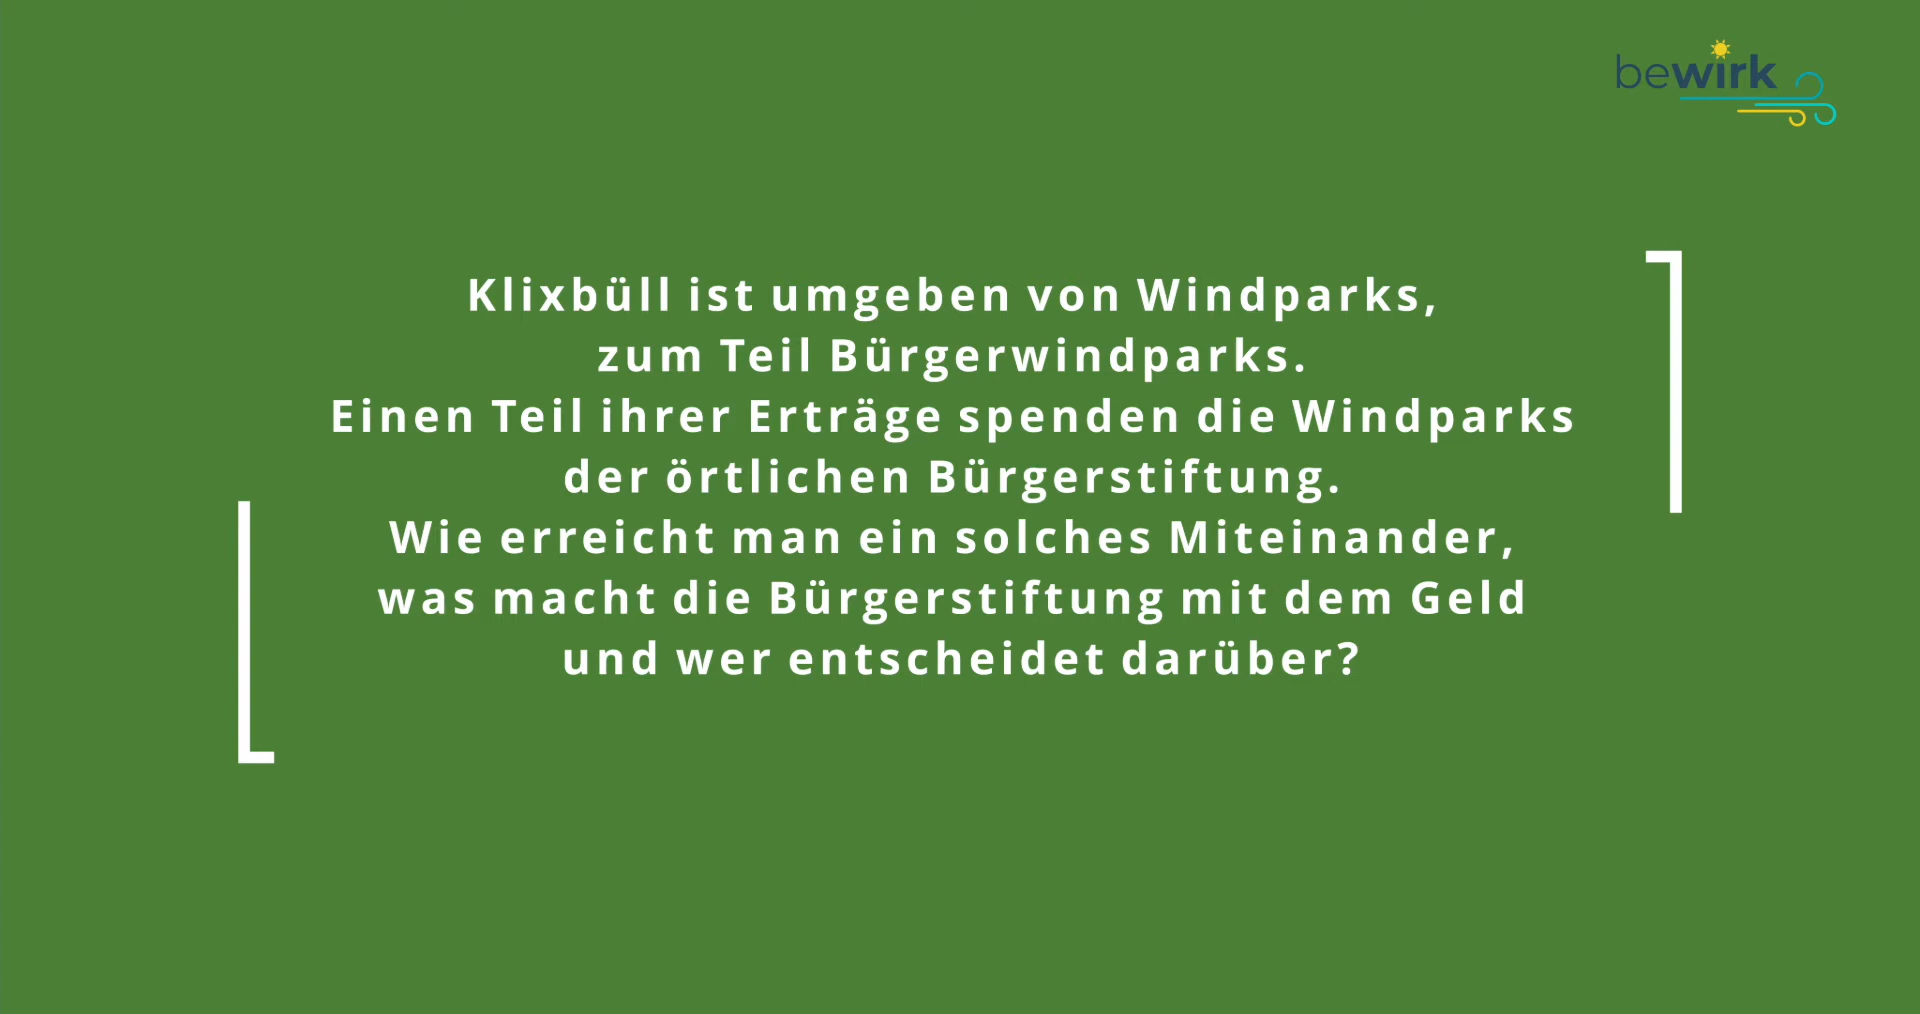 bewirk
Klixbüll ist umgeben von Windparks,
zum Teil Bürgerwindparks.
Einen Teil ihrer Erträge spenden die Windparks
der örtlichen Bürgerstiftung.
Wie erreicht man ein solches Miteinander,
was macht die Bürgerstiftung mit dem Geld
und wer entscheidet darüber?